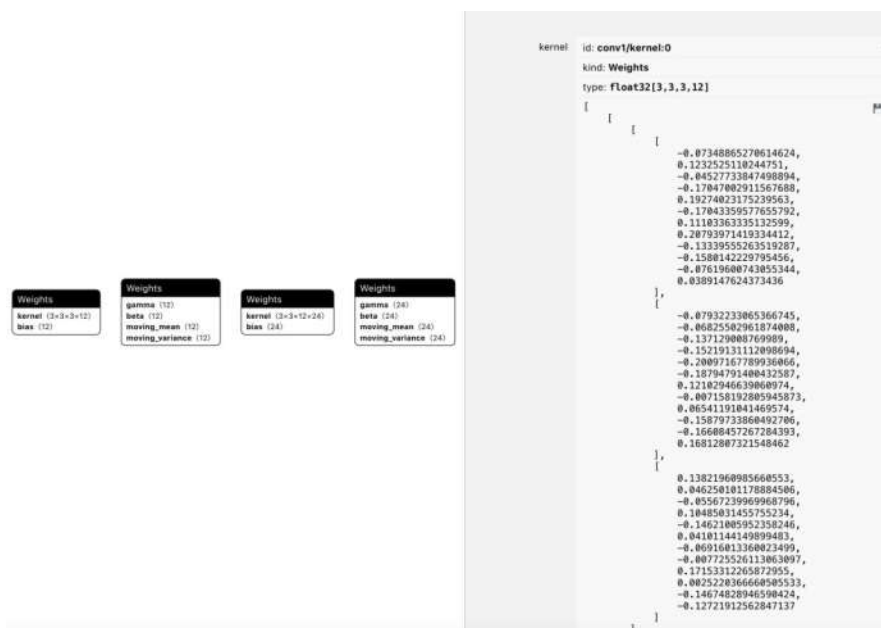 Weights
kernel (3×3×3×12)
bias (12)
Weights
gamma (12)
beta (12)
moving_mean (12)
moving_variance (12)
Weights
kernel (3×3×12×24)
bias (24)
Weights
gamma (24)
beta (24)
moving_mean (24)
moving_variance (24)
kernel
id: conv1/kernel:0
kind: Weights
type: float32[3,3,3,12]
[
[
[
[
-0.07348865270614624,
0.1232525110244751,
-0.04527733847498894,
-0.17047002911567688,
0.19274023175239563,
-0.17043359577655792,
0.11103363335132599,
0.20793971419334412,
-0.13339555263519287,
-0.1580142229795456,
-0.07619600743055344,
0.0389147624373436
],
[
-0.07932233065366745,
-0.06825502961874008,
-0.137129008769989,
-0.15219131112098694,
-0.20097167789936066,
-0.18794791400432587,
0.12102946639060974,
-0.007158192805945873,
0.06541191041469574,
-0.15879733860492706,
-0.16608457267284393,
0.16812807321548462
],
[
0.13821960985660553,
0.046250101178884506,
-0.05567239969968796,
0.10485031455755234,
-0.14621005952358246,
0.04101144149899483,
-0.06916013360023499,
-0.007725526113063097,
0.17153312265872955,
0.0025220366660505533,
-0.14674828946590424,
-0.12721912562847137
]